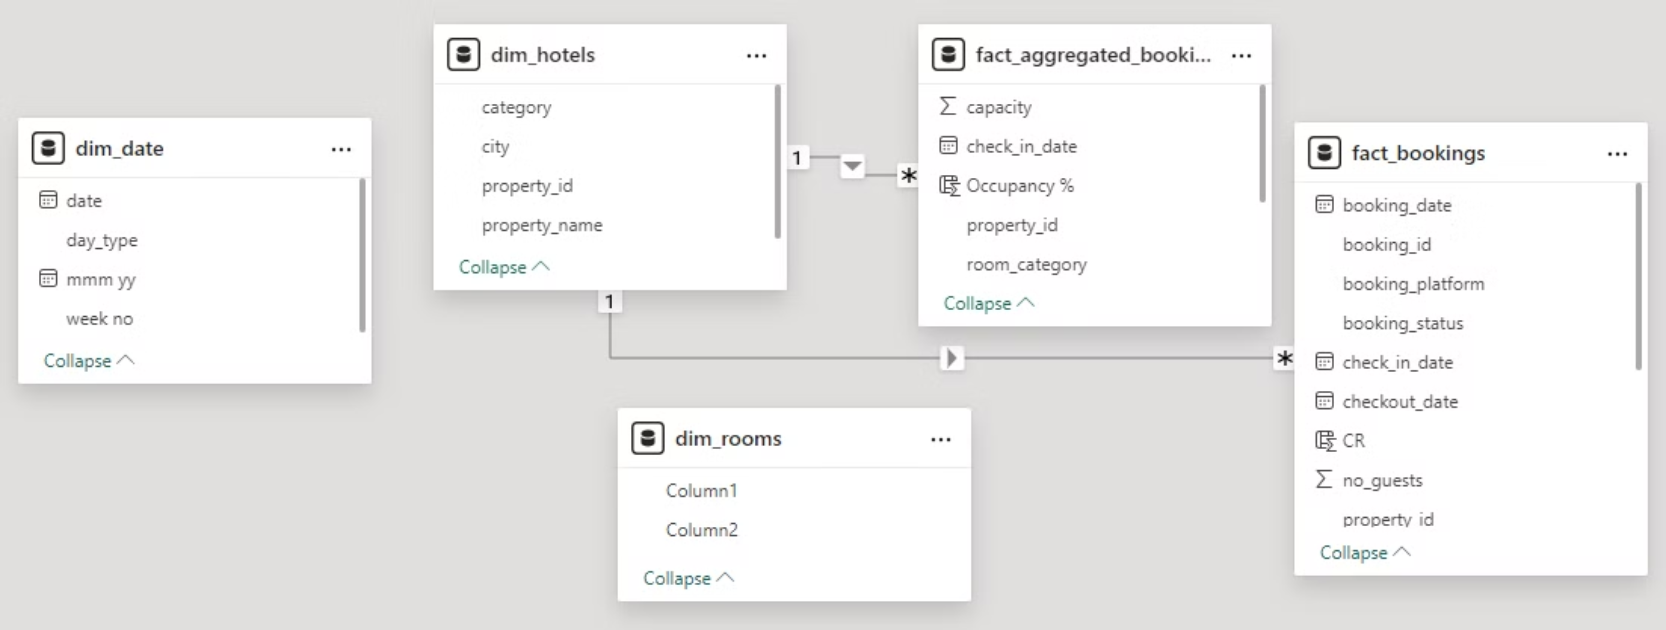 dim_date
date
day_type
mmm yy
week no
Collapse
dim_hotels
category
city
property_id
property_name
Collapse
1
*
1
*
fact_aggregated_booki...
Σ capacity
check_in_date
Occupancy %
property_id
room_category
Collapse
dim_rooms
Column1
Column2
Collapse
fact_bookings
booking_date
booking_id
booking_platform
booking_status
check_in_date
checkout_date
CR
Σ no_guests
property_id
Collapse